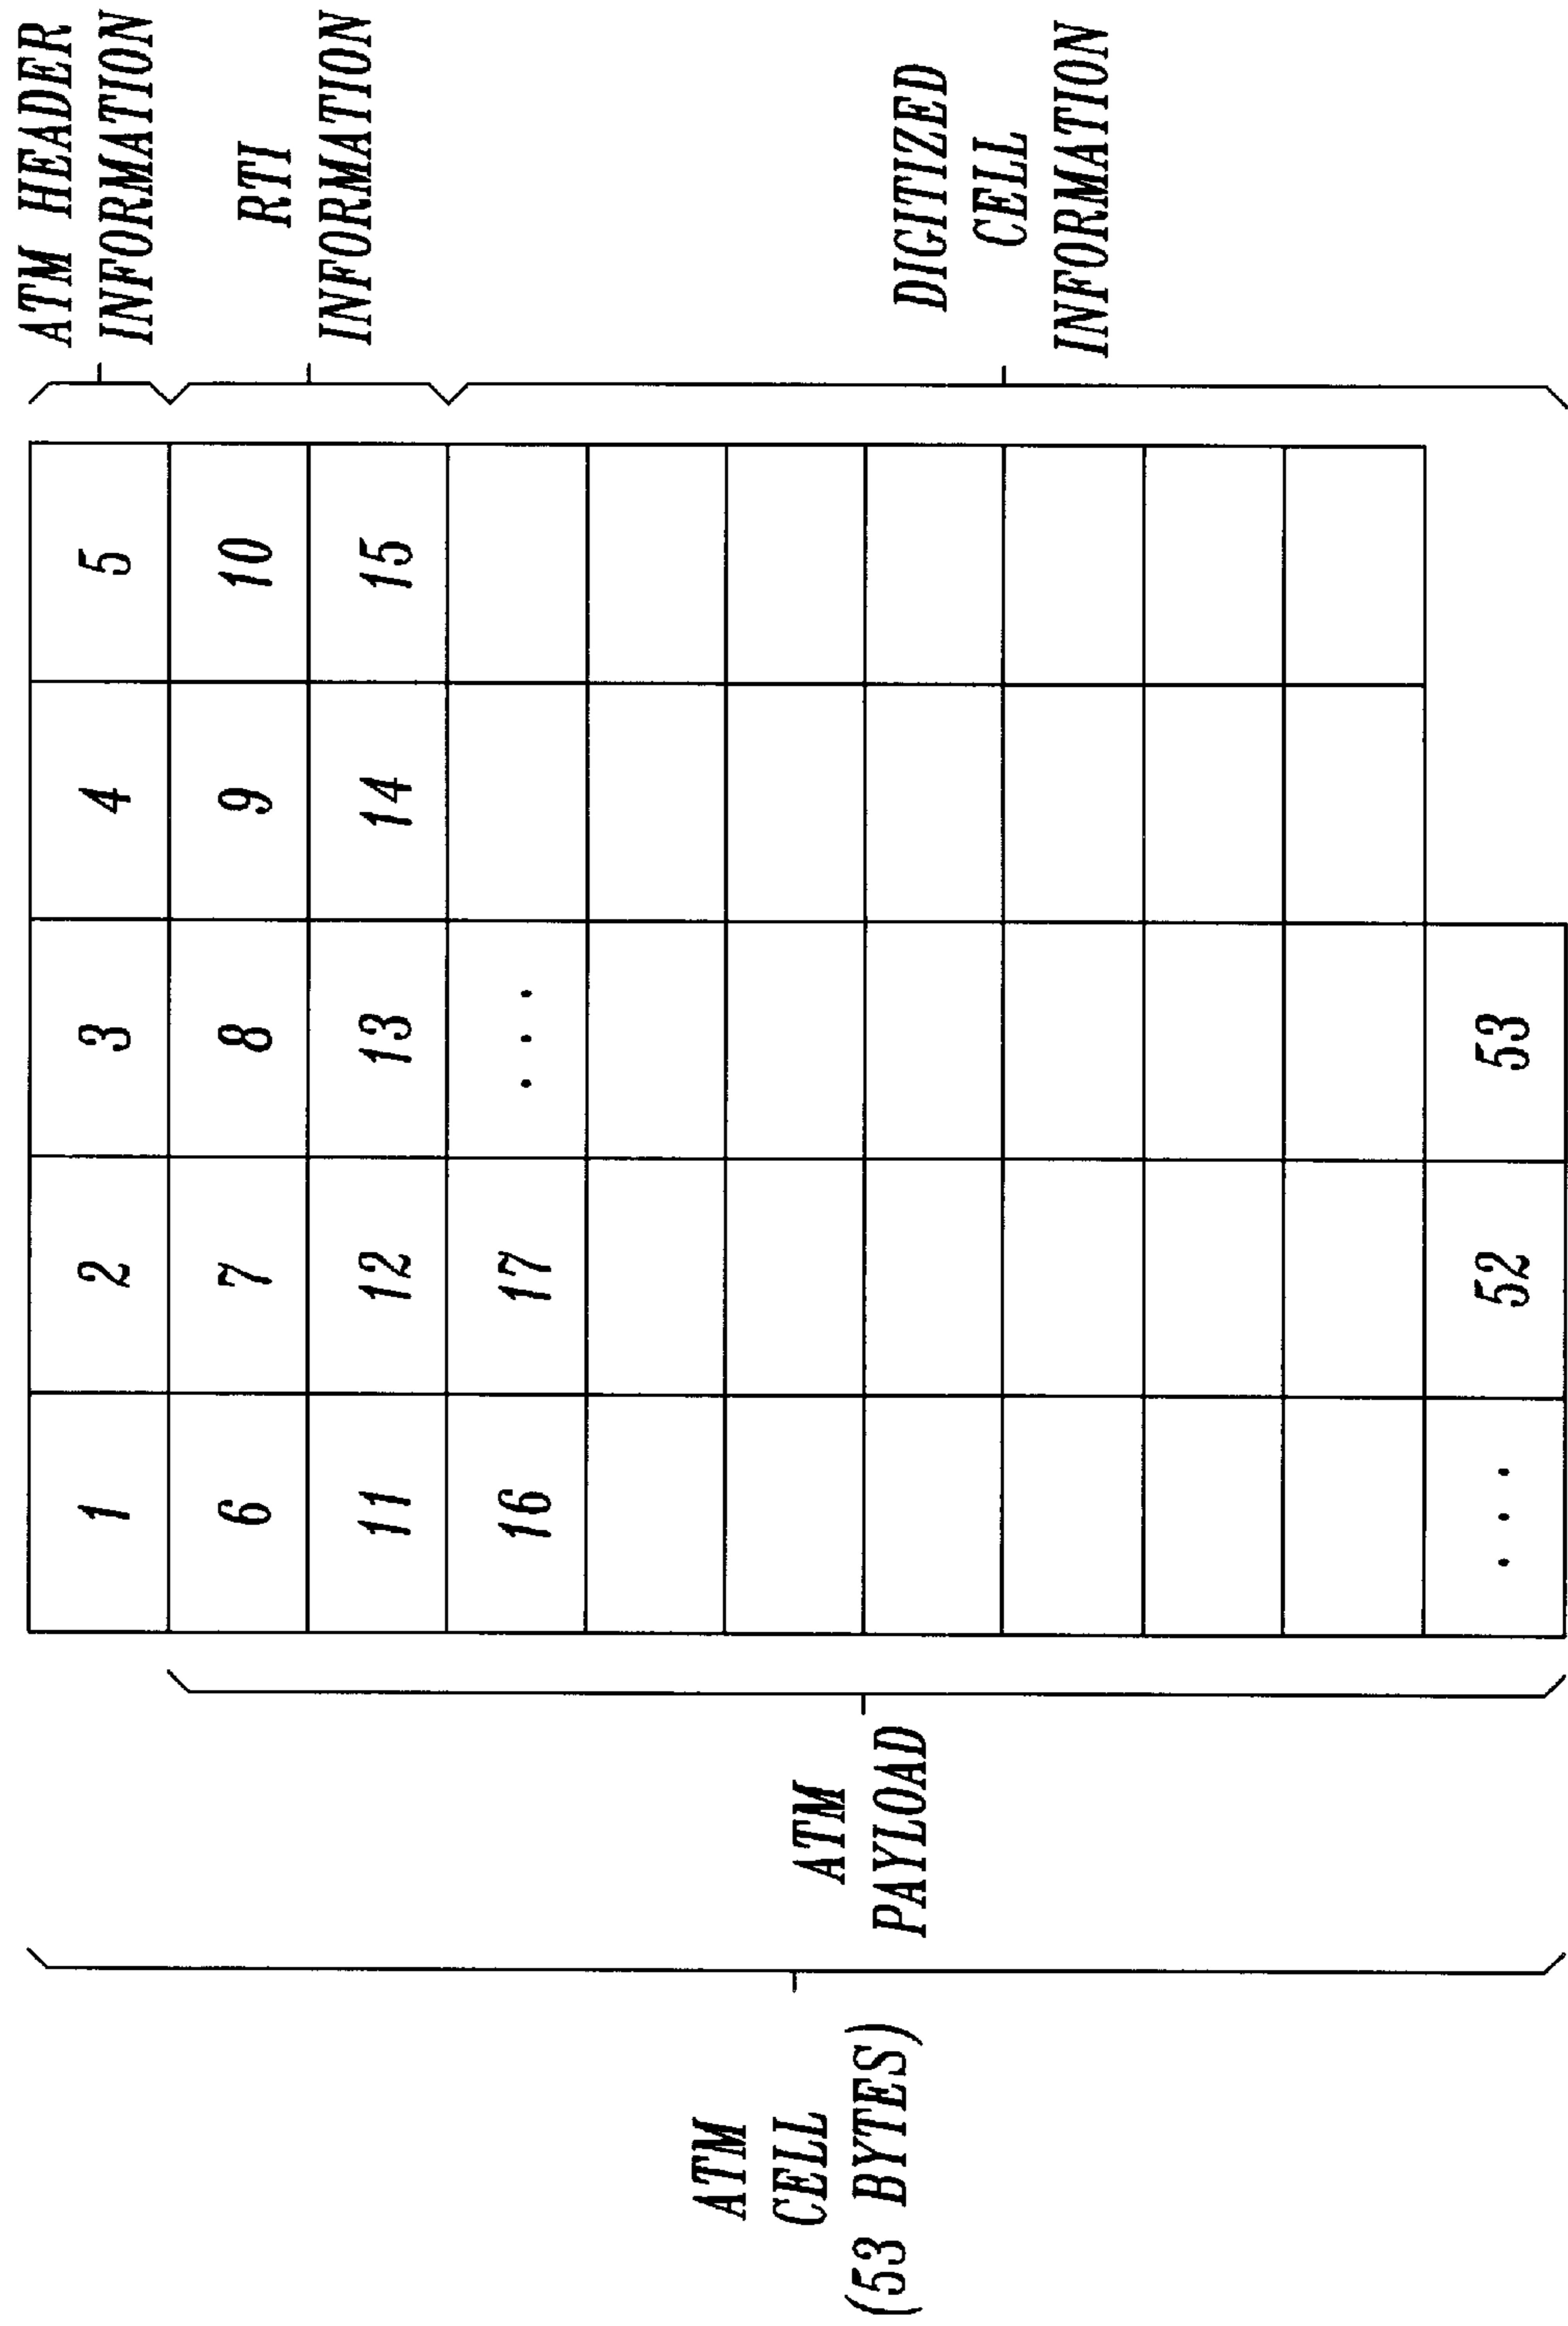 ATM
CELL
(53 BYTES)
ATM
PAYLOAD
1 2 3 4 5
6 7 8 9 10
11 12 13 14 15
16 17 . . .
. . . 52 53
ATM HEADER
INFORMATION
RTI
INFORMATION
DIGITIZED
CELL
INFORMATION